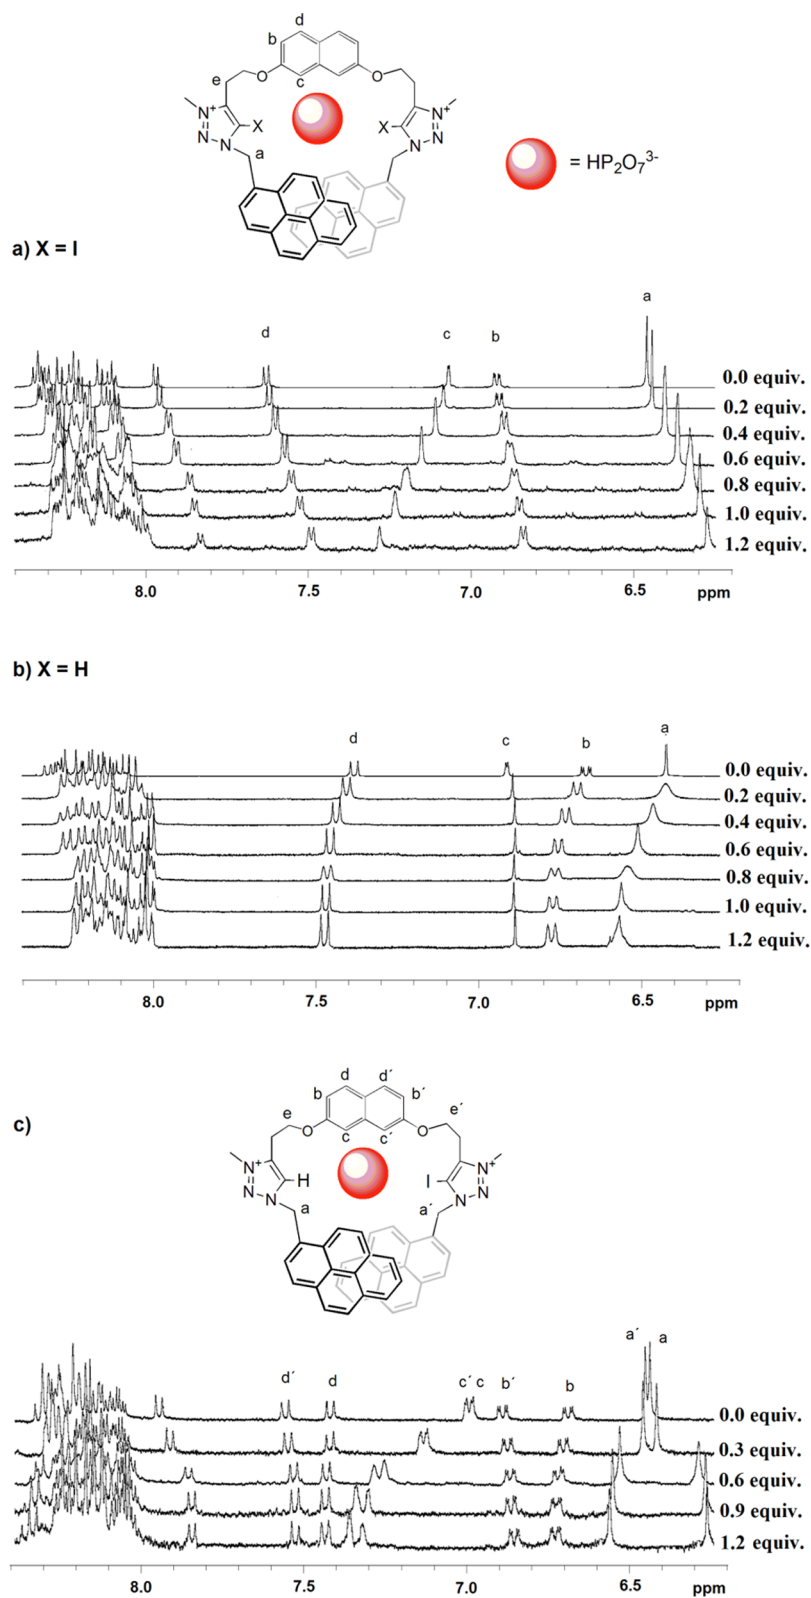 d
b
e
O
c
O
N+
X
X
N+
N
N
N
N
a
= HP2O7^3-
a) X = I
d
c
b
a
0.0 equiv.
0.2 equiv.
0.4 equiv.
0.6 equiv.
0.8 equiv.
1.0 equiv.
1.2 equiv.
8.0 7.5 7.0 6.5 ppm
b) X = H
d
c
b
a
0.0 equiv.
0.2 equiv.
0.4 equiv.
0.6 equiv.
0.8 equiv.
1.0 equiv.
1.2 equiv.
8.0 7.5 7.0 6.5 ppm
c)
d d´
b b´
e e´
O c c´ O
N+ H I N+
N N N N
a a´
a´ a
d´ d c´ c b´ b
0.0 equiv.
0.3 equiv.
0.6 equiv.
0.9 equiv.
1.2 equiv.
8.0 7.5 7.0 6.5 ppm